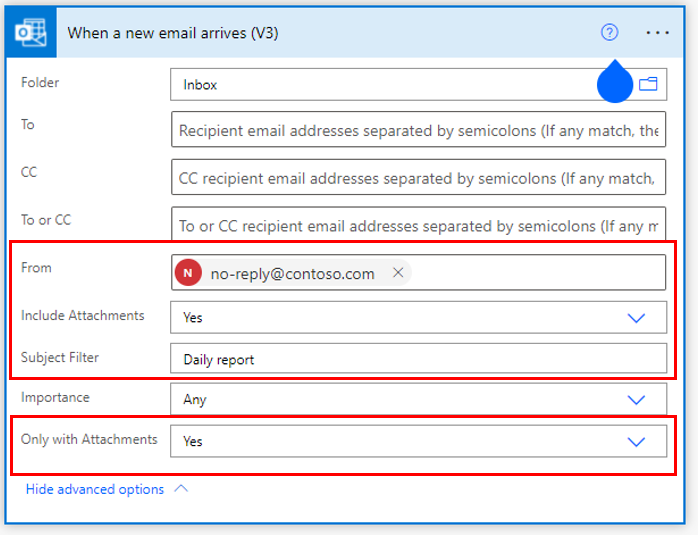 When a new email arrives (V3)
Folder
Inbox
To
Recipient email addresses separated by semicolons (If any match, the
CC
CC recipient email addresses separated by semicolons (If any match,
To or CC
To or CC recipient email addresses separated by semicolons (If any m
From
N no-reply@contoso.com
Include Attachments
Yes
Subject Filter
Daily report
Importance
Any
Only with Attachments
Yes
Hide advanced options